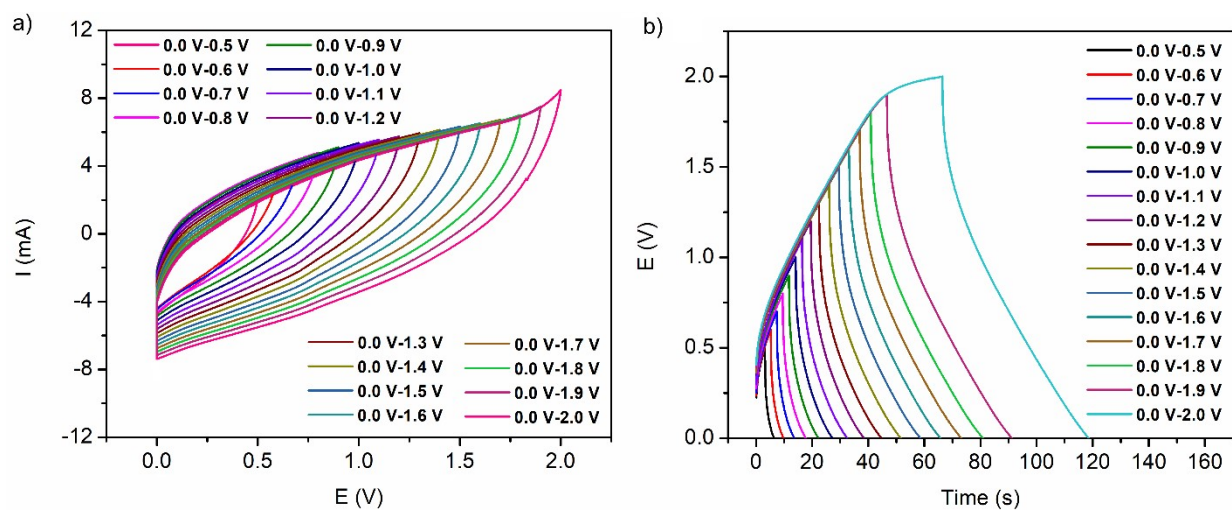 a)
12
8
4
0
-4
-8
-12
I (mA)
0.0 V-0.5 V
0.0 V-0.6 V
0.0 V-0.7 V
0.0 V-0.8 V
0.0 V-0.9 V
0.0 V-1.0 V
0.0 V-1.1 V
0.0 V-1.2 V
0.0 V-1.3 V
0.0 V-1.4 V
0.0 V-1.5 V
0.0 V-1.6 V
0.0 V-1.7 V
0.0 V-1.8 V
0.0 V-1.9 V
0.0 V-2.0 V
0.0 0.5 1.0 1.5 2.0
E (V)
b)
2.0
1.5
1.0
0.5
0.0
E (V)
0.0 V-0.5 V
0.0 V-0.6 V
0.0 V-0.7 V
0.0 V-0.8 V
0.0 V-0.9 V
0.0 V-1.0 V
0.0 V-1.1 V
0.0 V-1.2 V
0.0 V-1.3 V
0.0 V-1.4 V
0.0 V-1.5 V
0.0 V-1.6 V
0.0 V-1.7 V
0.0 V-1.8 V
0.0 V-1.9 V
0.0 V-2.0 V
0 20 40 60 80 100 120 140 160
Time (s)